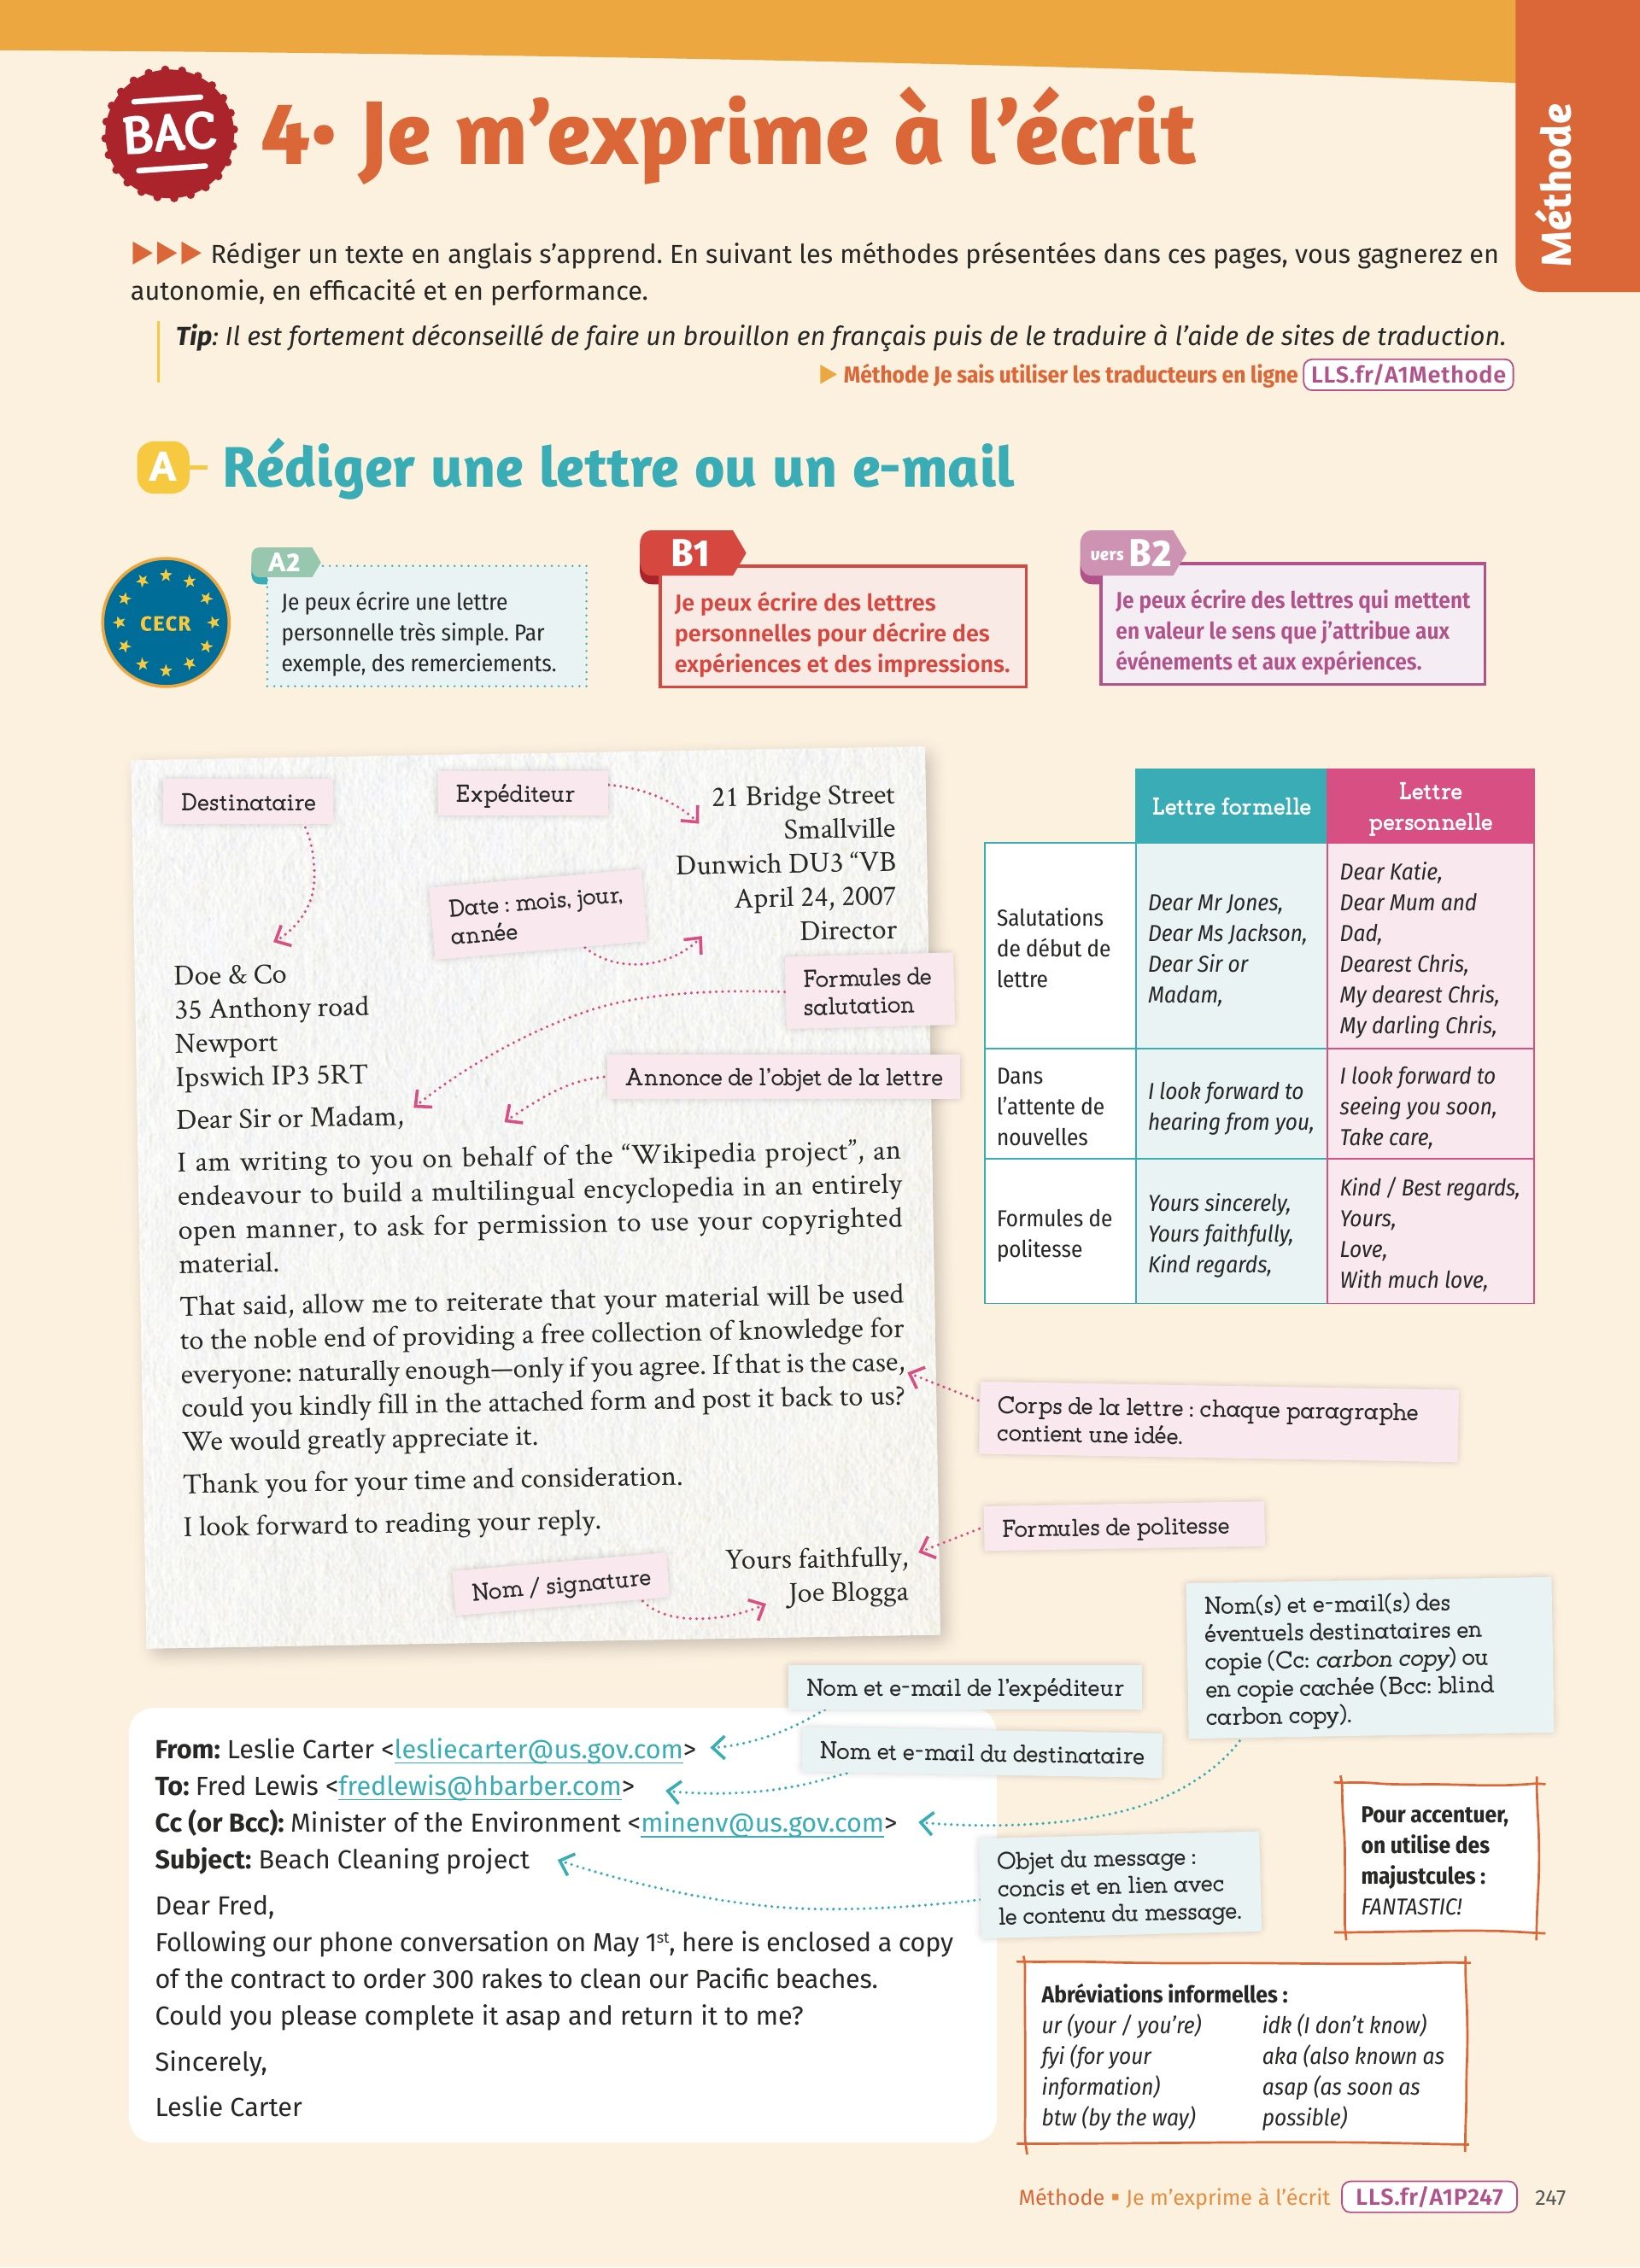 Méthode
BAC
4• Je m’exprime à l’écrit
▶▶▶ Rédiger un texte en anglais s’apprend. En suivant les méthodes présentées dans ces pages, vous gagnerez en
autonomie, en efficacité et en performance.
Tip: Il est fortement déconseillé de faire un brouillon en français puis de le traduire à l’aide de sites de traduction.
▶ Méthode Je sais utiliser les traducteurs en ligne LLS.fr/A1Methode
A Rédiger une lettre ou un e-mail
CECR
A2
Je peux écrire une lettre
personnelle très simple. Par
exemple, des remerciements.
B1
Je peux écrire des lettres
personnelles pour décrire des
expériences et des impressions.
vers B2
Je peux écrire des lettres qui mettent
en valeur le sens que j’attribue aux
événements et aux expériences.
Destinataire
Expéditeur
21 Bridge Street
Smallville
Dunwich DU3 “VB
April 24, 2007
Director
Date : mois, jour,
année
Formules de
salutation
Doe & Co
35 Anthony road
Newport
Ipswich IP3 5RT
Annonce de l’objet de la lettre
Dear Sir or Madam,
I am writing to you on behalf of the “Wikipedia project”, an
endeavour to build a multilingual encyclopedia in an entirely
open manner, to ask for permission to use your copyrighted
material.
That said, allow me to reiterate that your material will be used
to the noble end of providing a free collection of knowledge for
everyone: naturally enough—only if you agree. If that is the case,
could you kindly fill in the attached form and post it back to us?
We would greatly appreciate it.
Thank you for your time and consideration.
I look forward to reading your reply.
Yours faithfully,
Joe Blogga
Nom / signature
Lettre formelle
Lettre
personnelle
Salutations
de début de
lettre
Dear Mr Jones,
Dear Ms Jackson,
Dear Sir or
Madam,
Dear Katie,
Dear Mum and
Dad,
Dearest Chris,
My dearest Chris,
My darling Chris,
Dans
l’attente de
nouvelles
I look forward to
hearing from you,
I look forward to
seeing you soon,
Take care,
Formules de
politesse
Yours sincerely,
Yours faithfully,
Kind regards,
Kind / Best regards,
Yours,
Love,
With much love,
Corps de la lettre : chaque paragraphe
contient une idée.
Formules de politesse
Nom(s) et e-mail(s) des
éventuels destinataires en
copie (Cc: carbon copy) ou
en copie cachée (Bcc: blind
carbon copy).
Nom et e-mail de l’expéditeur
Nom et e-mail du destinataire
From: Leslie Carter <lesliecarter@us.gov.com>
To: Fred Lewis <fredlewis@hbarber.com>
Cc (or Bcc): Minister of the Environment <minenv@us.gov.com>
Subject: Beach Cleaning project
Objet du message :
concis et en lien avec
le contenu du message.
Dear Fred,
Following our phone conversation on May 1st, here is enclosed a copy
of the contract to order 300 rakes to clean our Pacific beaches.
Could you please complete it asap and return it to me?
Sincerely,
Leslie Carter
Pour accentuer,
on utilise des
majustcules :
FANTASTIC!
Abréviations informelles :
ur (your / you’re)
fyi (for your
information)
btw (by the way)
idk (I don’t know)
aka (also known as
asap (as soon as
possible)
Méthode ▪ Je m’exprime à l’écrit LLS.fr/A1P247 247